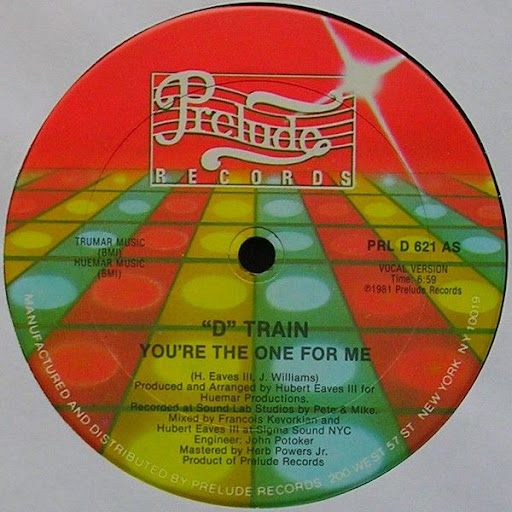 Prelude
RECORDS
TRUMAR MUSIC
(BMI)
HUEMAR MUSIC
(BMI)
PRL D 621 AS
VOCAL VERSION
Time: 6:59
℗1981 Prelude Records
"D" TRAIN
YOU'RE THE ONE FOR ME
(H. Eaves III, J. Williams)
Produced and Arranged by Hubert Eaves III for
Huemar Productions.
Recorded at Sound Lab Studios by Pete & Mike.
Mixed by Francois Kevorkian and
Hubert Eaves III at Sigma Sound NYC
Engineer: John Potoker
Mastered by Herb Powers Jr.
Product of Prelude Records
MANUFACTURED AND DISTRIBUTED BY PRELUDE RECORDS 200 WEST 57 ST NEW YORK NY 10019